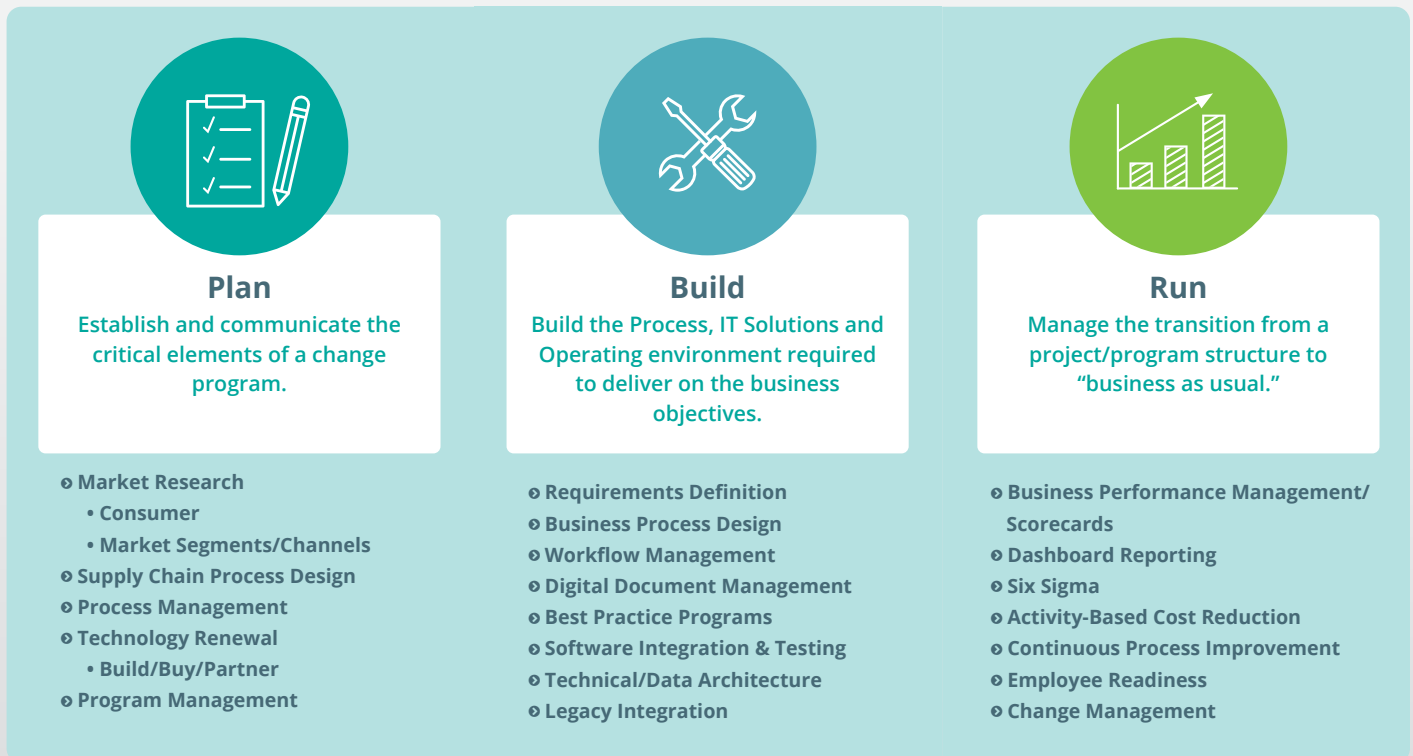 Plan
Establish and communicate the
critical elements of a change
program.
Market Research
• Consumer
• Market Segments/Channels
Supply Chain Process Design
Process Management
Technology Renewal
• Build/Buy/Partner
Program Management
Build
Build the Process, IT Solutions and
Operating environment required
to deliver on the business
objectives.
Requirements Definition
Business Process Design
Workflow Management
Digital Document Management
Best Practice Programs
Software Integration & Testing
Technical/Data Architecture
Legacy Integration
Run
Manage the transition from a
project/program structure to
“business as usual.”
Business Performance Management/
Scorecards
Dashboard Reporting
Six Sigma
Activity-Based Cost Reduction
Continuous Process Improvement
Employee Readiness
Change Management